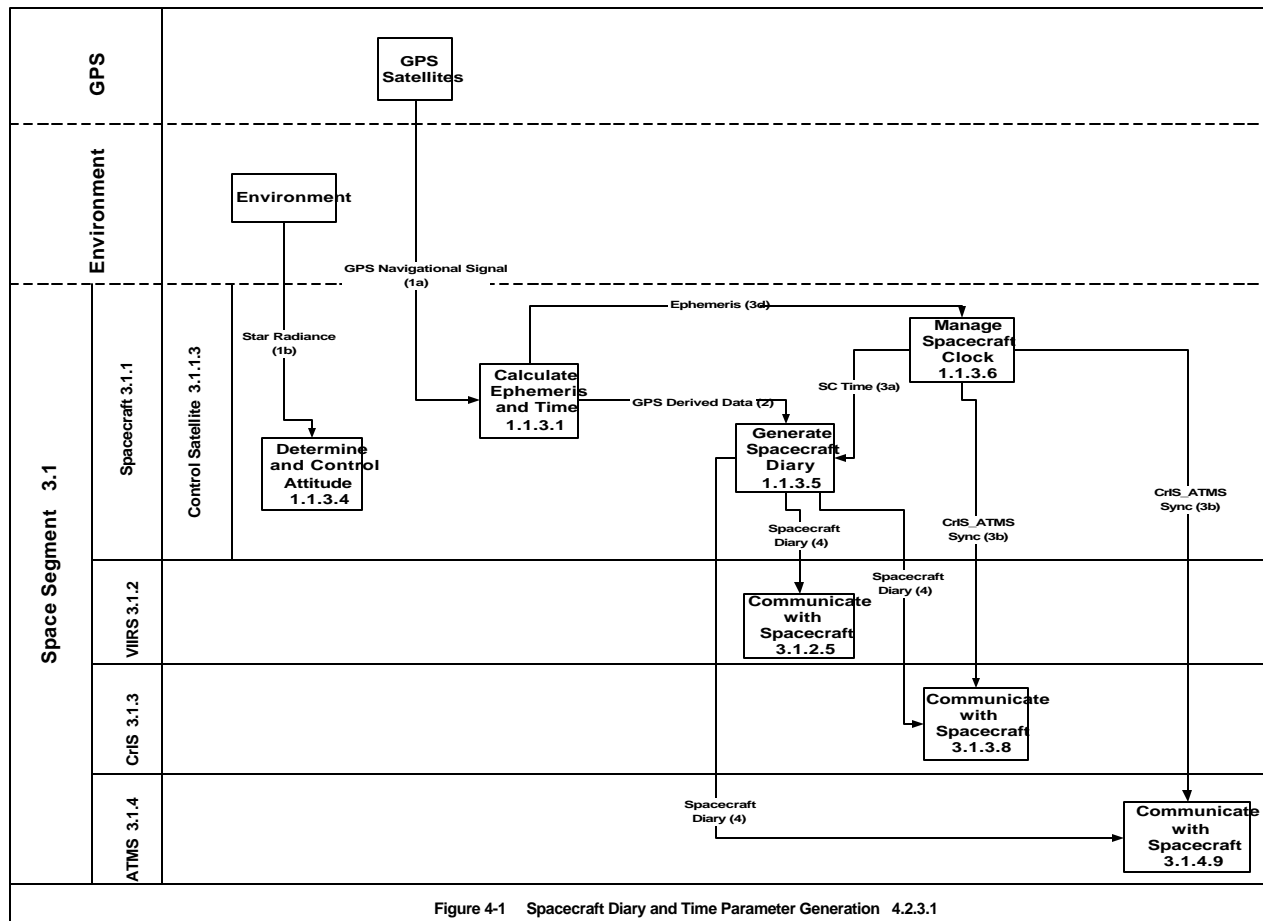 GPS
GPS
Satellites
Environment
Environment
GPS Navigational Signal
(1a)
Space Segment 3.1
Spacecraft 3.1.1
Control Satellite 3.1.1.3
Star Radiance
(1b)
Ephemeris (3d)
Manage
Spacecraft
Clock
1.1.3.6
Calculate
Ephemeris
and Time
1.1.3.1
SC Time (3a)
GPS Derived Data (2)
Determine
and Control
Attitude
1.1.3.4
Generate
Spacecraft
Diary
1.1.3.5
CrIS_ATMS
Sync (3b)
CrIS_ATMS
Sync (3b)
Spacecraft
Diary (4)
Spacecraft
Diary (4)
VIIRS 3.1.2
Communicate
with
Spacecraft
3.1.2.5
CrIS 3.1.3
Communicate
with
Spacecraft
3.1.3.8
ATMS 3.1.4
Spacecraft
Diary (4)
Communicate
with
Spacecraft
3.1.4.9
Figure 4-1 Spacecraft Diary and Time Parameter Generation 4.2.3.1